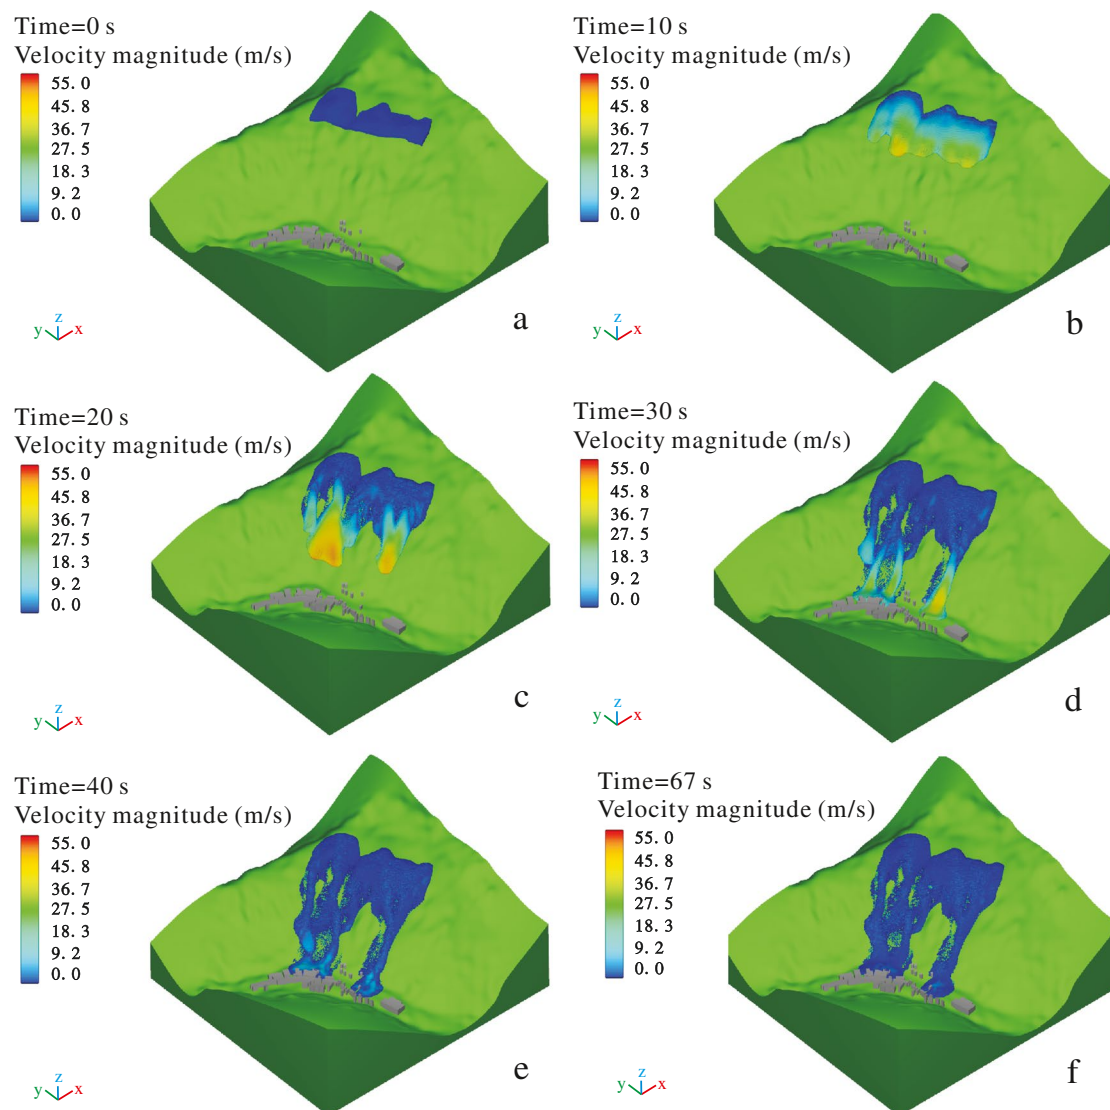 Time=0 s
Velocity magnitude (m/s)
55. 0
45. 8
36. 7
27. 5
18. 3
9. 2
0. 0
z
y
x
a
Time=10 s
Velocity magnitude (m/s)
55. 0
45. 8
36. 7
27. 5
18. 3
9. 2
0. 0
z
y
x
b
Time=20 s
Velocity magnitude (m/s)
55. 0
45. 8
36. 7
27. 5
18. 3
9. 2
0. 0
z
y
x
c
Time=30 s
Velocity magnitude (m/s)
55. 0
45. 8
36. 7
27. 5
18. 3
9. 2
0. 0
z
y
x
d
Time=40 s
Velocity magnitude (m/s)
55. 0
45. 8
36. 7
27. 5
18. 3
9. 2
0. 0
z
y
x
e
Time=67 s
Velocity magnitude (m/s)
55. 0
45. 8
36. 7
27. 5
18. 3
9. 2
0. 0
z
y
x
f